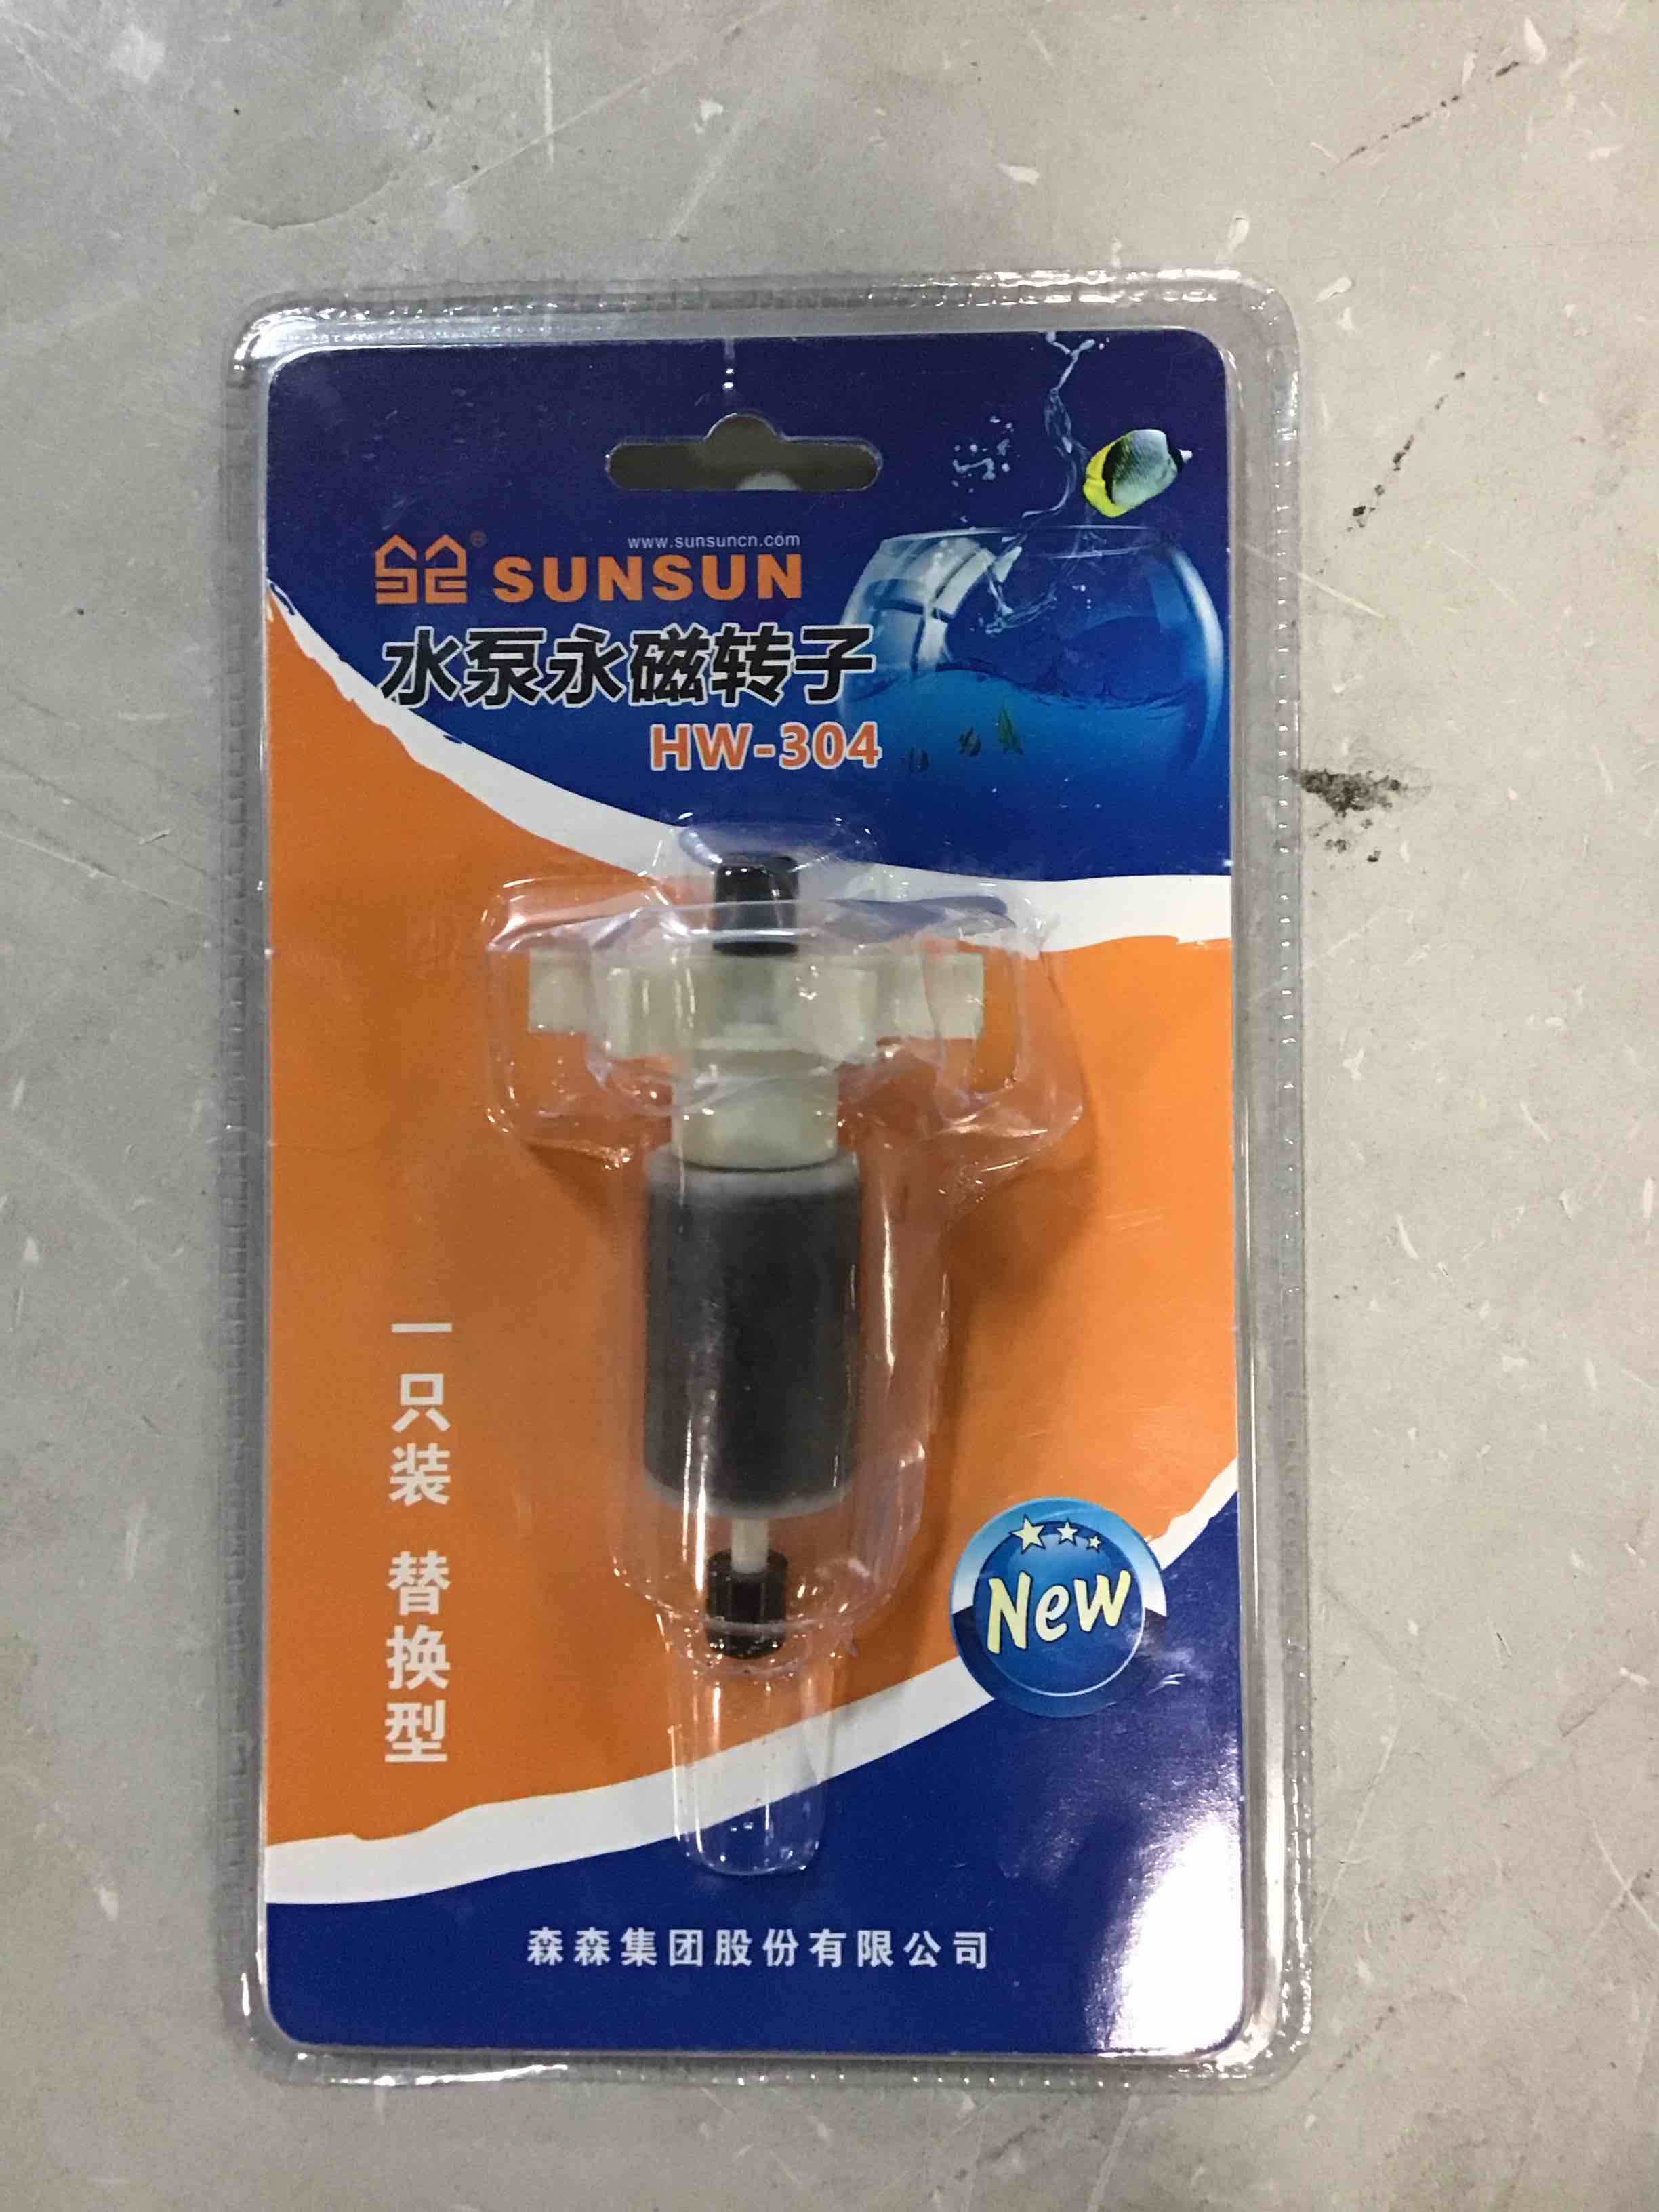 www.sunsuncn.com
® SUNSUN
水泵永磁转子
HW-304
一只装 替换型
New
森森集团股份有限公司